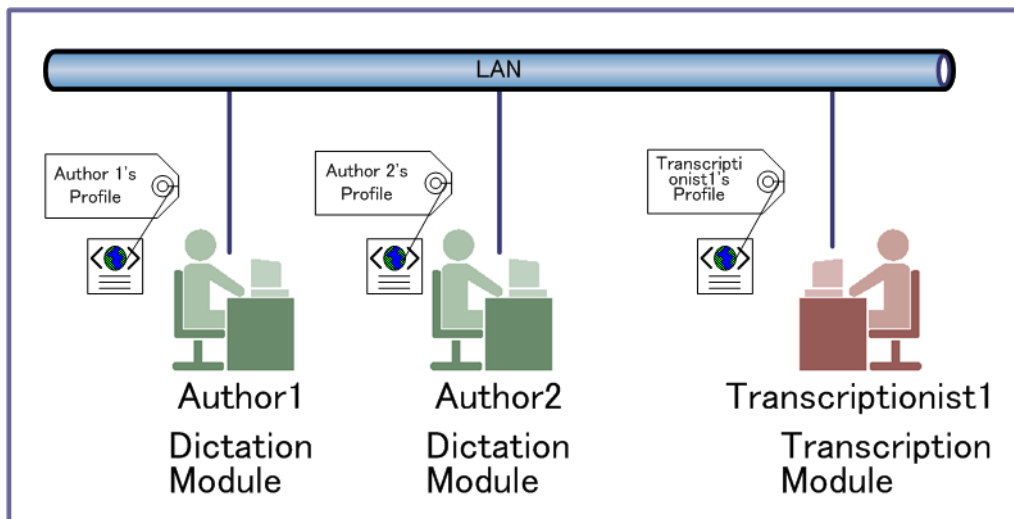 LAN
Author 1's
Profile
Author 2's
Profile
Transcripti
onist1's
Profile
Author1
Dictation
Module
Author2
Dictation
Module
Transcriptionist1
Transcription
Module